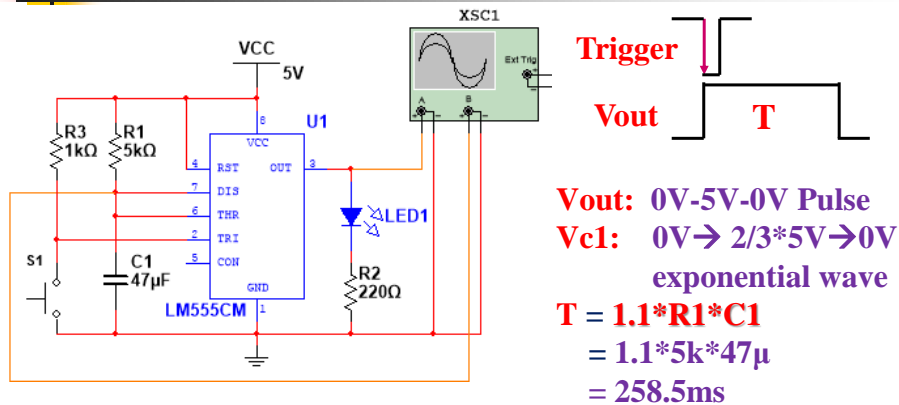 XSC1
VCC
5V
Ext Trig
+
−
A
B
+ − + −
R3
1kΩ
R1
5kΩ
8
VCC
U1
4 RST OUT 3
7 DIS
6 THR
2 TRI
5 CON
GND
1
LM555CM
S1
C1
47µF
LED1
R2
220Ω
Trigger
Vout T
Vout: 0V-5V-0V Pulse
Vc1: 0V→ 2/3*5V→0V
exponential wave
T = 1.1*R1*C1
= 1.1*5k*47µ
= 258.5ms